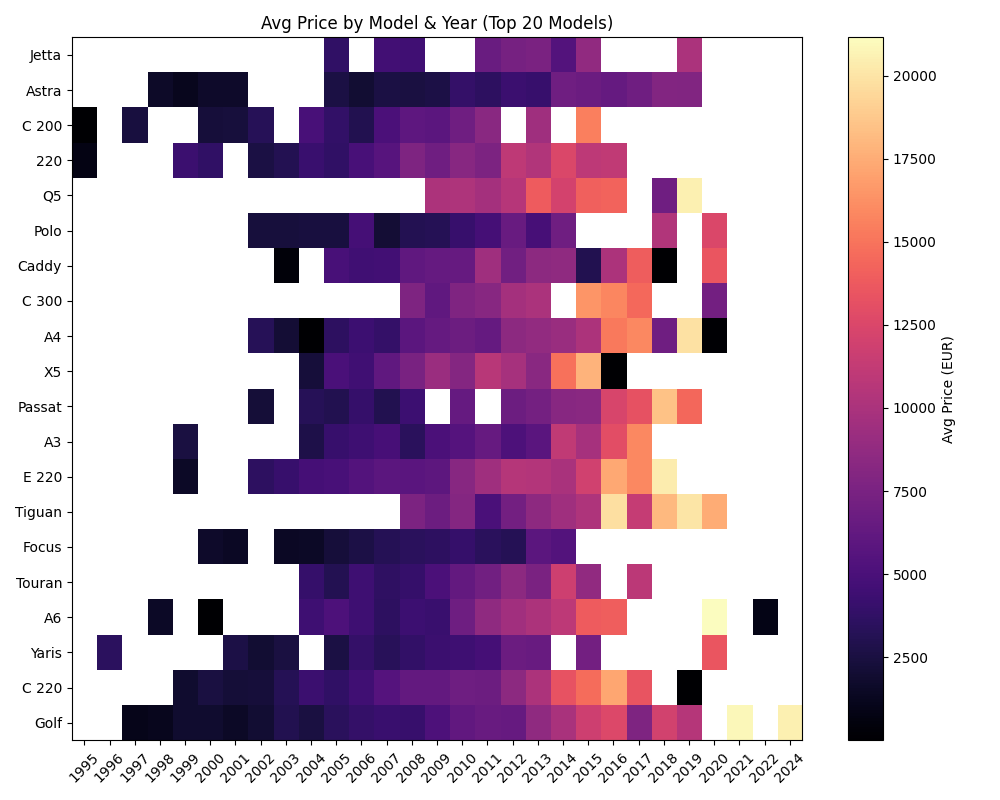 Avg Price by Model & Year (Top 20 Models)
Jetta
Astra
C 200
220
Q5
Polo
Caddy
C 300
A4
X5
Passat
A3
E 220
Tiguan
Focus
Touran
A6
Yaris
C 220
Golf
1995 1996 1997 1998 1999 2000 2001 2002 2003 2004 2005 2006 2007 2008 2009 2010 2011 2012 2013 2014 2015 2016 2017 2018 2019 2020 2021 2022 2024
20000
17500
15000
12500
10000
7500
5000
2500
Avg Price (EUR)